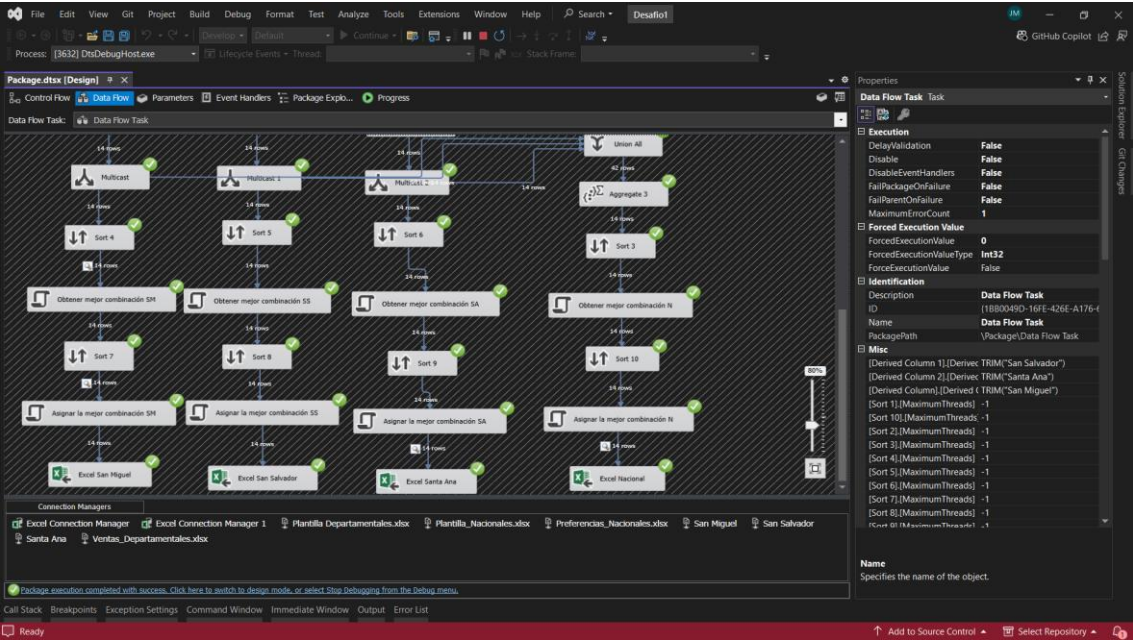 File Edit View Git Project Build Debug Format Test Analyze Tools Extensions Window Help Search Desafio1 JM
Develop Default Continue GitHub Copilot
Process: [3632] DtsDebugHost.exe Lifecycle Events Thread: Stack Frame:
Package.dtsx [Design]
Control Flow Data Flow Parameters Event Handlers Package Explo... Progress
Data Flow Task: Data Flow Task
Union All
14 rows 14 rows 14 rows 42 rows
Multicast Multicast 1 Multicast 2 14 rows Aggregate 3
14 rows 14 rows 14 rows 14 rows
Sort 4 Sort 5 Sort 6 Sort 3
14 rows 14 rows 14 rows 14 rows
Obtener mejor combinación SM Obtener mejor combinación SS Obtener mejor combinación SA Obtener mejor combinación N
14 rows 14 rows 14 rows 14 rows
Sort 7 Sort 8 Sort 9 Sort 10
80%
14 rows 14 rows 14 rows 14 rows
Asignar la mejor combinación SM Asignar la mejor combinación SS Asignar la mejor combinación SA Asignar la mejor combinación N
14 rows 14 rows 14 rows 14 rows
Excel San Miguel Excel San Salvador Excel Santa Ana Excel Nacional
Connection Managers
Excel Connection Manager Excel Connection Manager 1 Plantilla Departamentales.xlsx Plantilla_Nacionales.xlsx Preferencias_Nacionales.xlsx San Miguel San Salvador
Santa Ana Ventas_Departamentales.xlsx
Package execution completed with success. Click here to switch to design mode, or select Stop Debugging from the Debug menu.
Properties
Data Flow Task Task
Execution
DelayValidation False
Disable False
DisableEventHandlers False
FailPackageOnFailure False
FailParentOnFailure False
MaximumErrorCount 1
Forced Execution Value
ForcedExecutionValue 0
ForcedExecutionValueType Int32
ForceExecutionValue False
Identification
Description Data Flow Task
ID {1BB0049D-16FE-426E-A176-
Name Data Flow Task
PackagePath \Package\Data Flow Task
Misc
[Derived Column 1].[Derivec TRIM("San Salvador")
[Derived Column 2].[Derivec TRIM("Santa Ana")
[Derived Column].[Derived ( TRIM("San Miguel")
[Sort 1].[MaximumThreads] -1
[Sort 10].[MaximumThreads -1
[Sort 2].[MaximumThreads] -1
[Sort 3].[MaximumThreads] -1
[Sort 4].[MaximumThreads] -1
[Sort 5].[MaximumThreads] -1
[Sort 6].[MaximumThreads] -1
[Sort 7].[MaximumThreads] -1
[Sort 8].[MaximumThreads] -1
[Sort 9].[MaximumThreads] -1
Name
Specifies the name of the object.
Solution Explorer Git Changes
Call Stack Breakpoints Exception Settings Command Window Immediate Window Output Error List
Ready Add to Source Control Select Repository